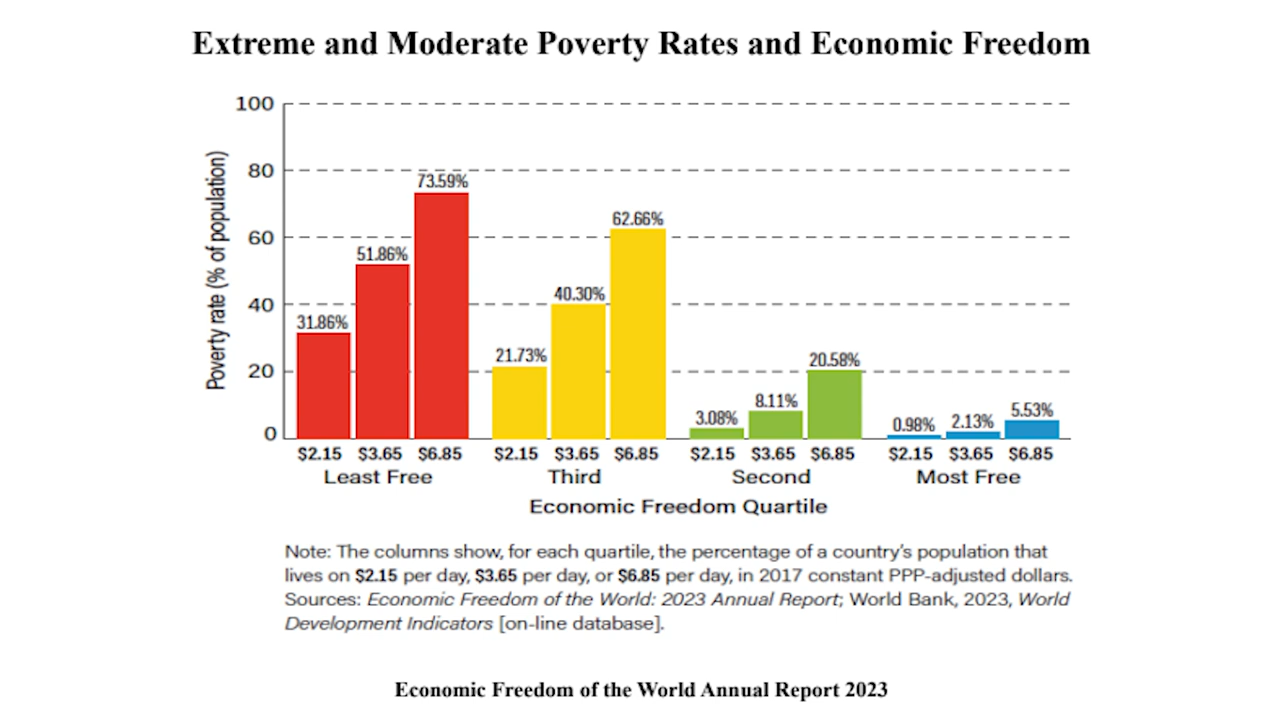 Extreme and Moderate Poverty Rates and Economic Freedom
Poverty rate (% of population)
100
80
60
40
20
0
31.86%
51.86%
73.59%
21.73%
40.30%
62.66%
3.08%
8.11%
20.58%
0.98%
2.13%
5.53%
$2.15 $3.65 $6.85 $2.15 $3.65 $6.85 $2.15 $3.65 $6.85 $2.15 $3.65 $6.85
Least Free Third Second Most Free
Economic Freedom Quartile
Note: The columns show, for each quartile, the percentage of a country's population that
lives on $2.15 per day, $3.65 per day, or $6.85 per day, in 2017 constant PPP-adjusted dollars.
Sources: Economic Freedom of the World: 2023 Annual Report; World Bank, 2023, World
Development Indicators [on-line database].
Economic Freedom of the World Annual Report 2023